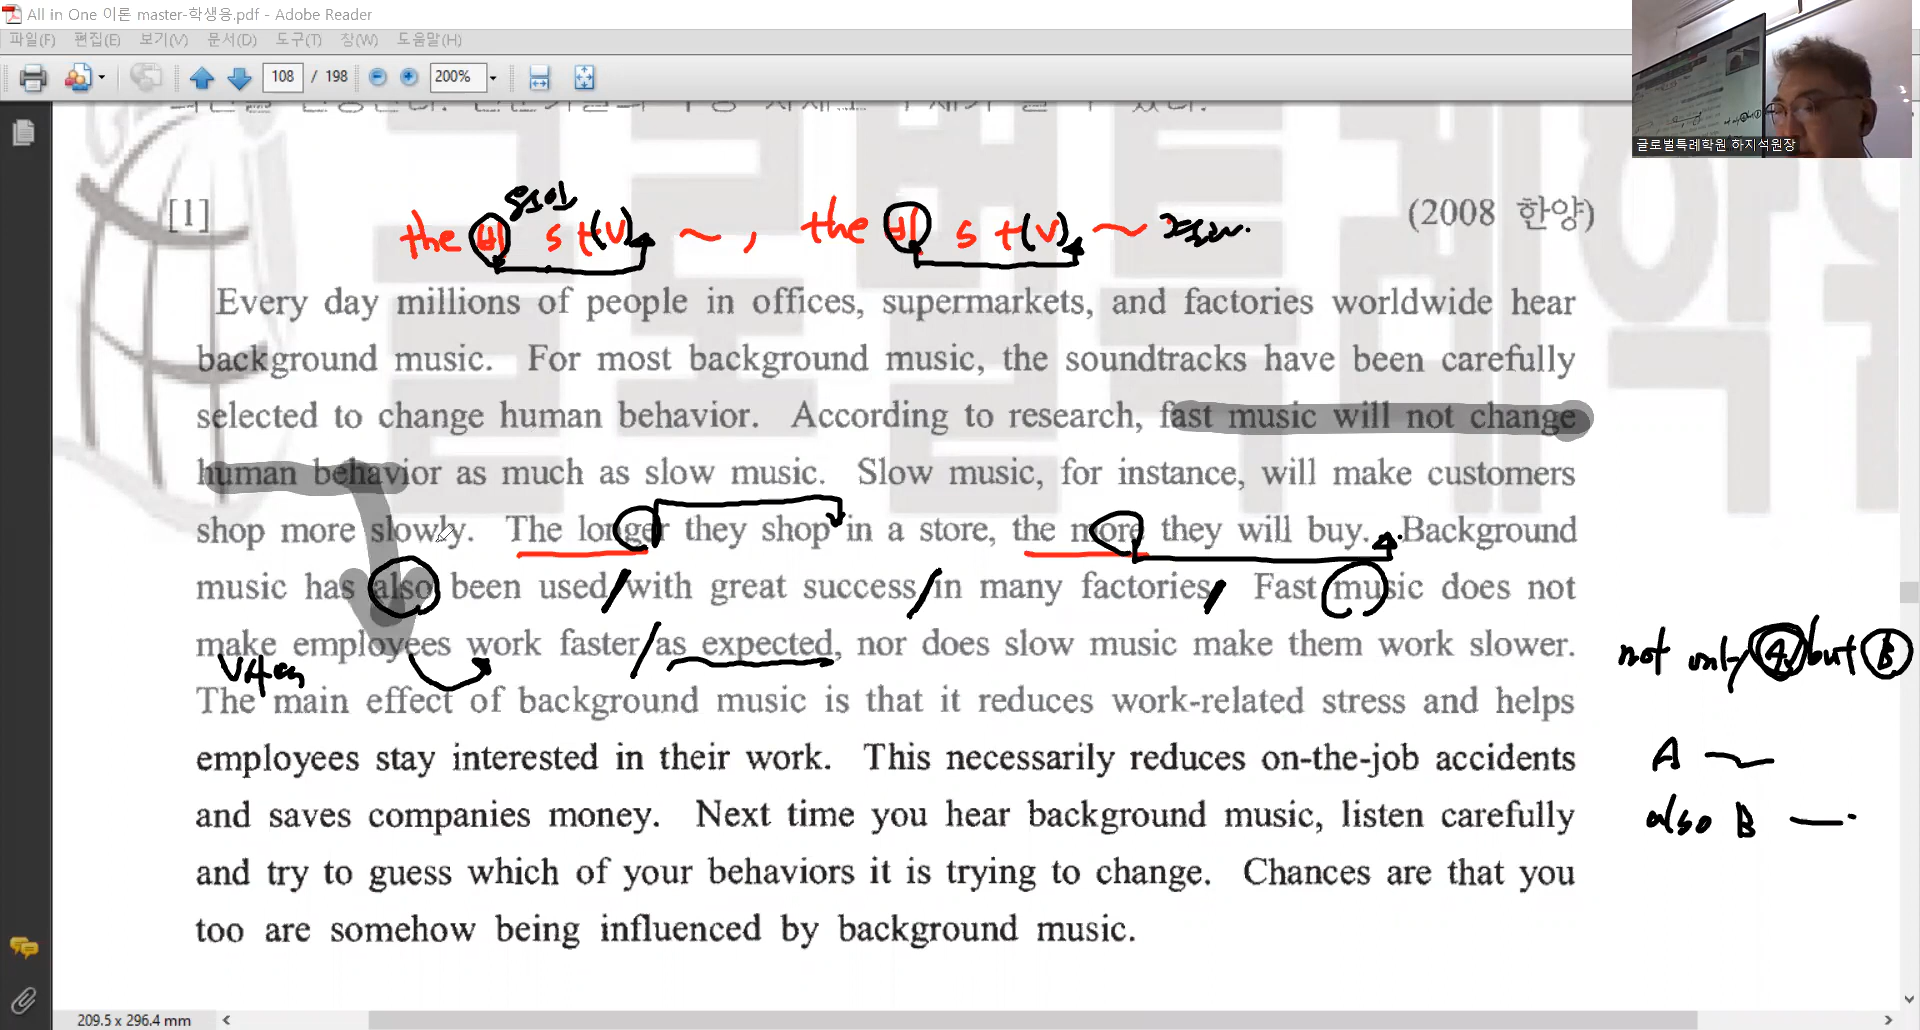 All in One 이론 master-학생용.pdf - Adobe Reader
파일(F) 편집(E) 보기(V) 문서(D) 도구(T) 창(W) 도움말(H)
108 / 198 200%
글로벌특례학원 하지석원장
[1] (2008 한양)
the 비 S+(V) ~, the 비 S+(V) ~
Every day millions of people in offices, supermarkets, and factories worldwide hear
background music. For most background music, the soundtracks have been carefully
selected to change human behavior. According to research, fast music will not change
human behavior as much as slow music. Slow music, for instance, will make customers
shop more slowly. The longer they shop in a store, the more they will buy. Background
music has also been used with great success in many factories. Fast music does not
make employees work faster as expected, nor does slow music make them work slower.
The main effect of background music is that it reduces work-related stress and helps
employees stay interested in their work. This necessarily reduces on-the-job accidents
and saves companies money. Next time you hear background music, listen carefully
and try to guess which of your behaviors it is trying to change. Chances are that you
too are somehow being influenced by background music.
not only A but B
A
also B
209.5 x 296.4 mm